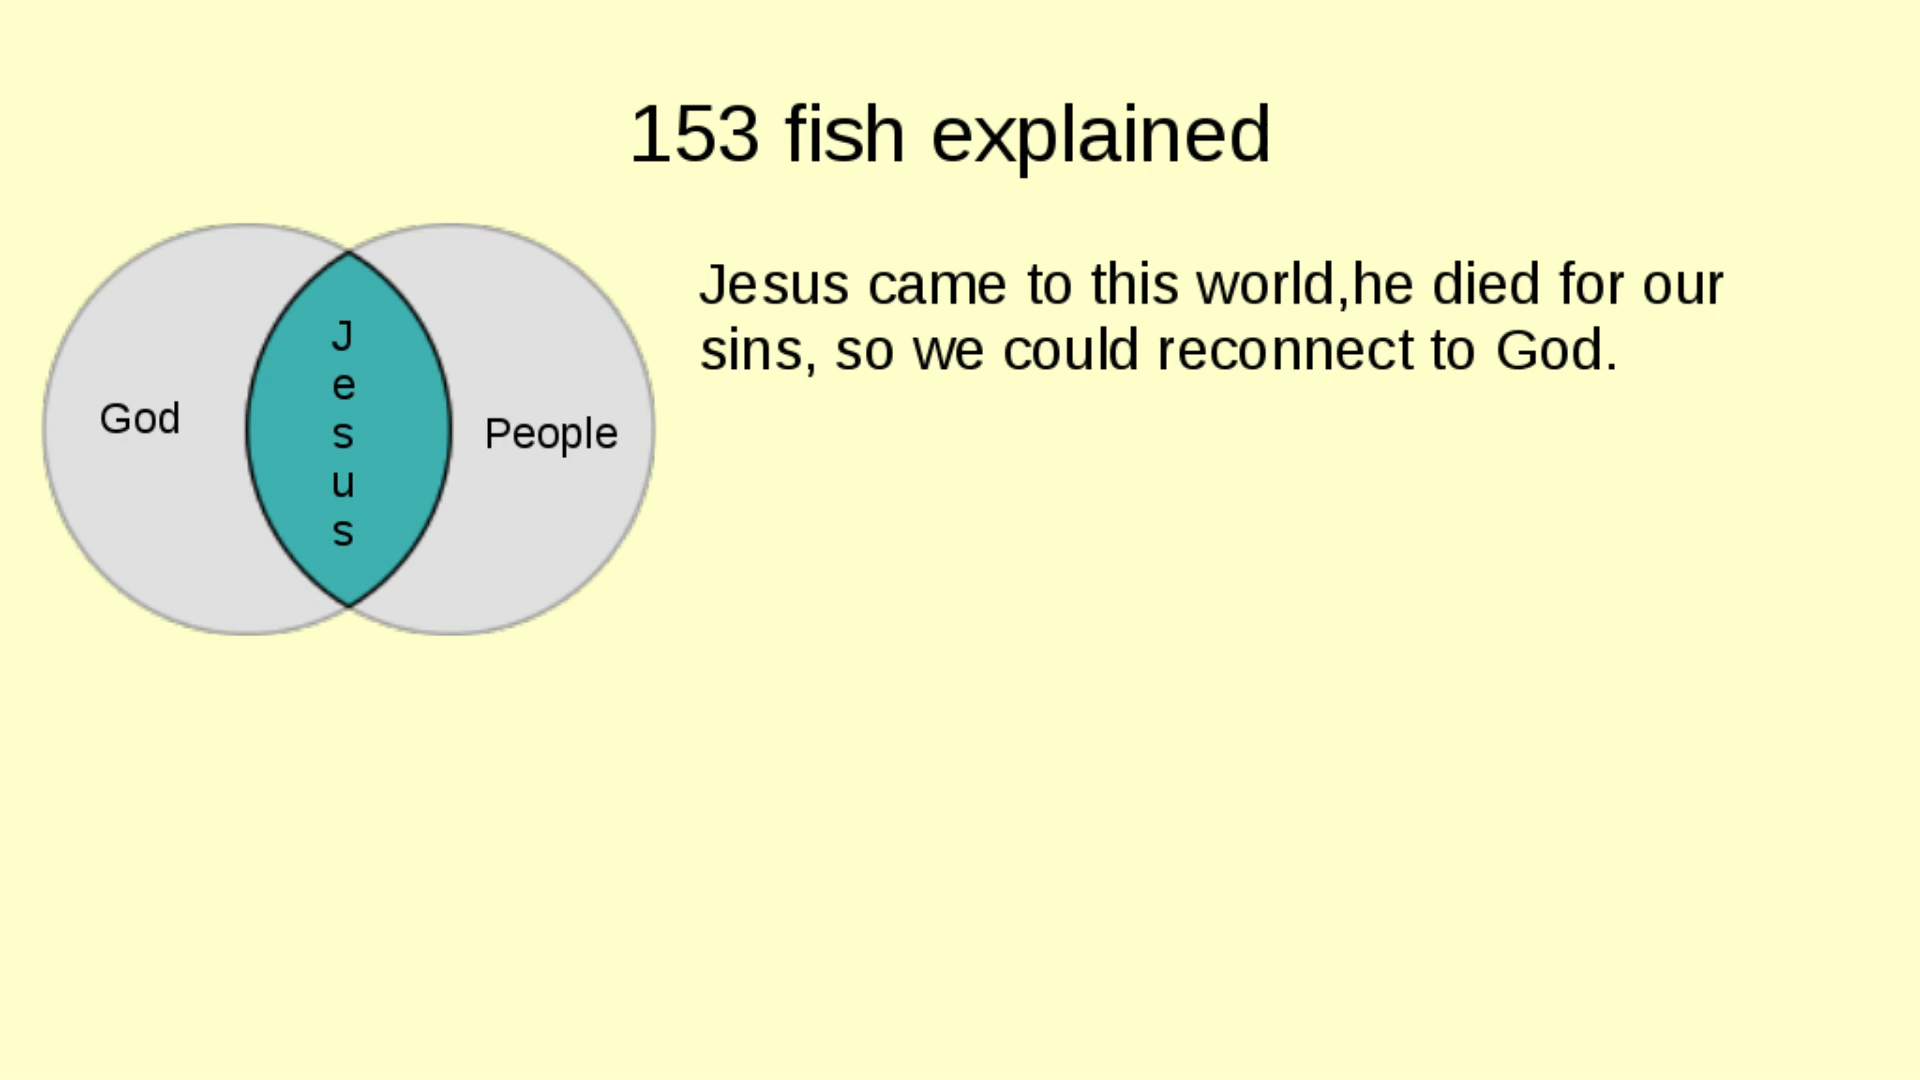 153 fish explained
Jesus came to this world,he died for our
sins, so we could reconnect to God.
God
Jesus
People